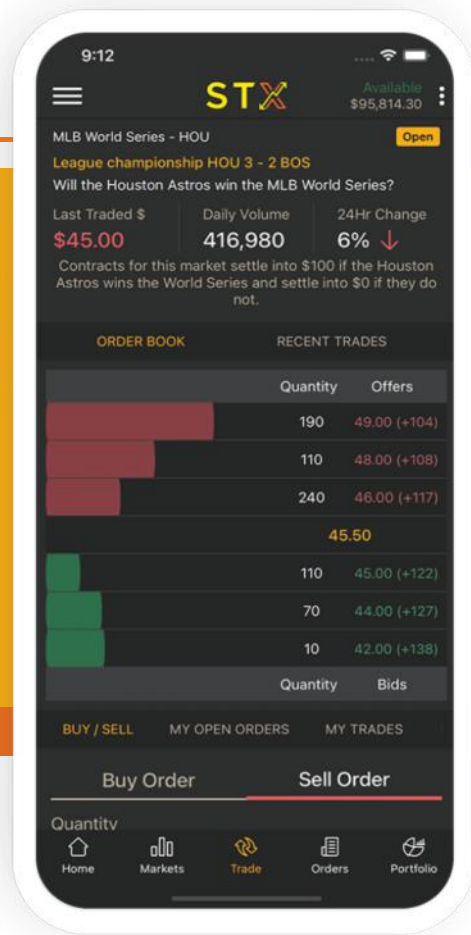 9:12
STX
Available
$95,814.30
MLB World Series - HOU
Open
League championship HOU 3 - 2 BOS
Will the Houston Astros win the MLB World Series?
Last Traded $ Daily Volume 24Hr Change
$45.00 416,980 6%
Contracts for this market settle into $100 if the Houston
Astros wins the World Series and settle into $0 if they do
not.
ORDER BOOK RECENT TRADES
Quantity Offers
190 49.00 (+104)
110 48.00 (+108)
240 46.00 (+117)
45.50
110 45.00 (+122)
70 44.00 (+127)
10 42.00 (+138)
Quantity Bids
BUY / SELL MY OPEN ORDERS MY TRADES
Buy Order Sell Order
Quantity
Home Markets Trade Orders Portfolio